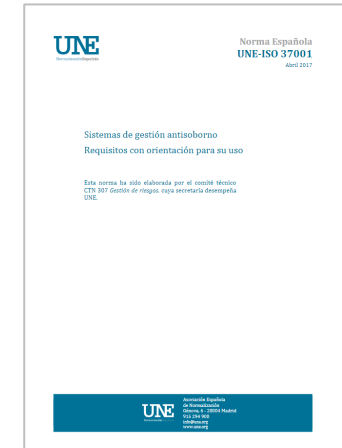 UNE
Normalización Española
Norma Española
UNE-ISO 37001
Abril 2017
Sistemas de gestión antisoborno
Requisitos con orientación para su uso
Esta norma ha sido elaborada por el comité técnico
CTN 307 Gestión de riesgos, cuya secretaría desempeña
UNE.
UNE
Asociación Española
de Normalización
Génova, 6 - 28004 Madrid
915 294 900
info@une.org
www.une.org